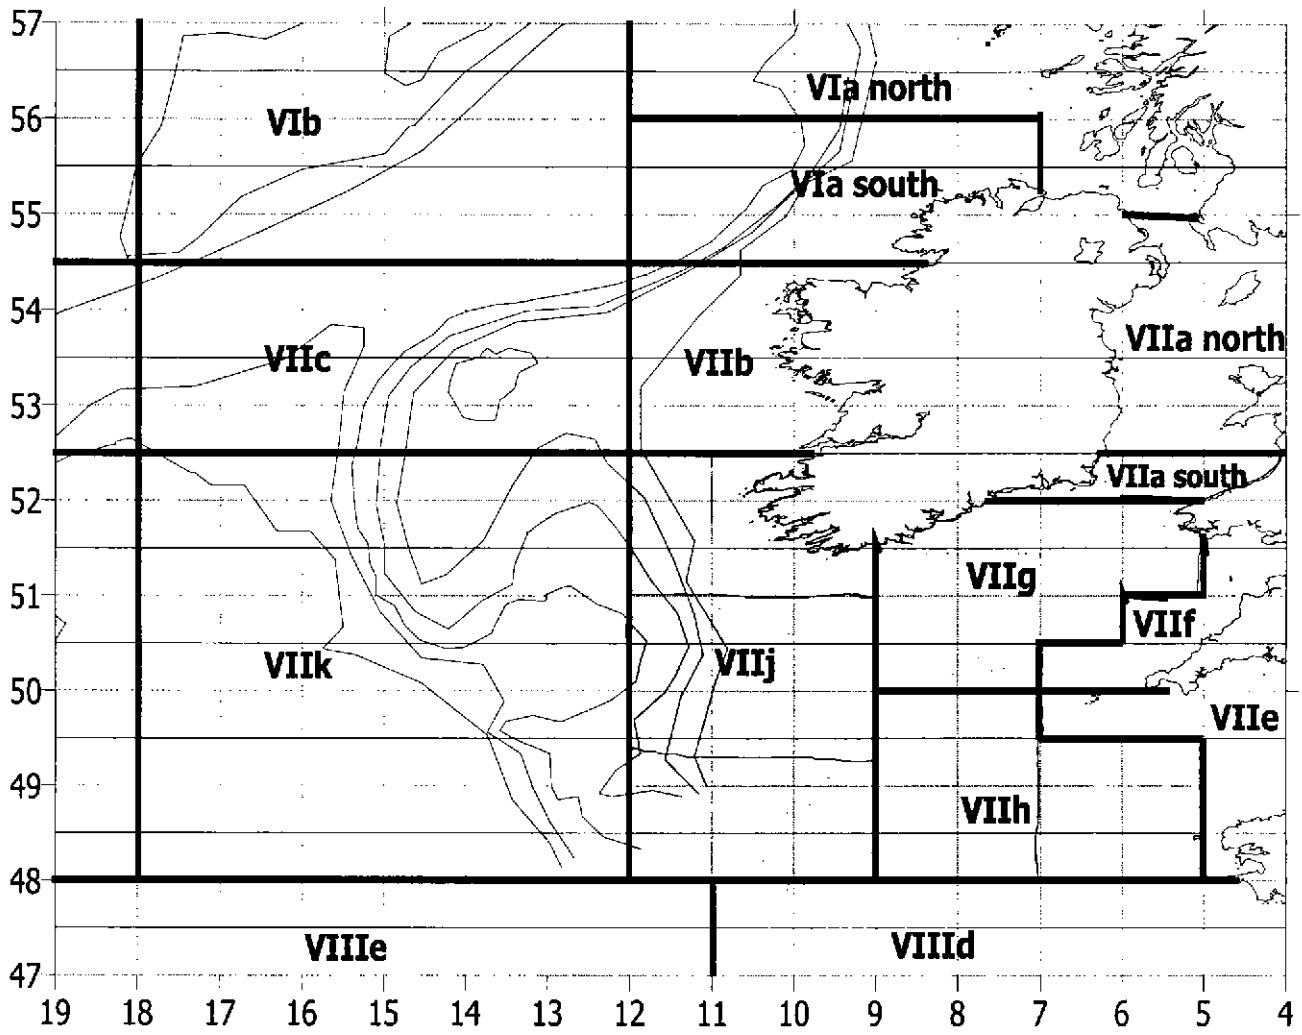 57
VIa north
56
VIb
VIa south
55
54
VIIa north
VIIc
VIIb
53
VIIa south
52
VIIg
51
VIIf
VIIk
VIIj
50
VIIe
49
VIIh
48
VIIIe
VIIId
47
19 18 17 16 15 14 13 12 11 10 9 8 7 6 5 4